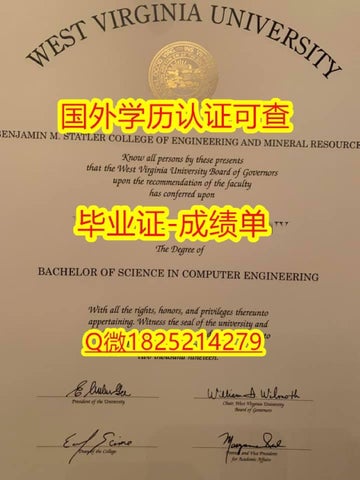 WEST VIRGINIA UNIVERSITY
国外学历认证可查
BENJAMIN M. STATLER COLLEGE OF ENGINEERING AND MINERAL RESOURCE
Know all persons by these presents
that the West Virginia University Board of Governors
upon the recommendation of the faculty
has conferred upon
毕业证-成绩单
The Degree of
BACHELOR OF SCIENCE IN COMPUTER ENGINEERING
With all the rights, honors, and privileges thereunto
appertaining. Witness the seal of the university and
Q微1825214279
two thousand nineteen.
President of the University
Chair, West Virginia University
Board of Governors
Dean of the College
Provost and Vice President
for Academic Affairs